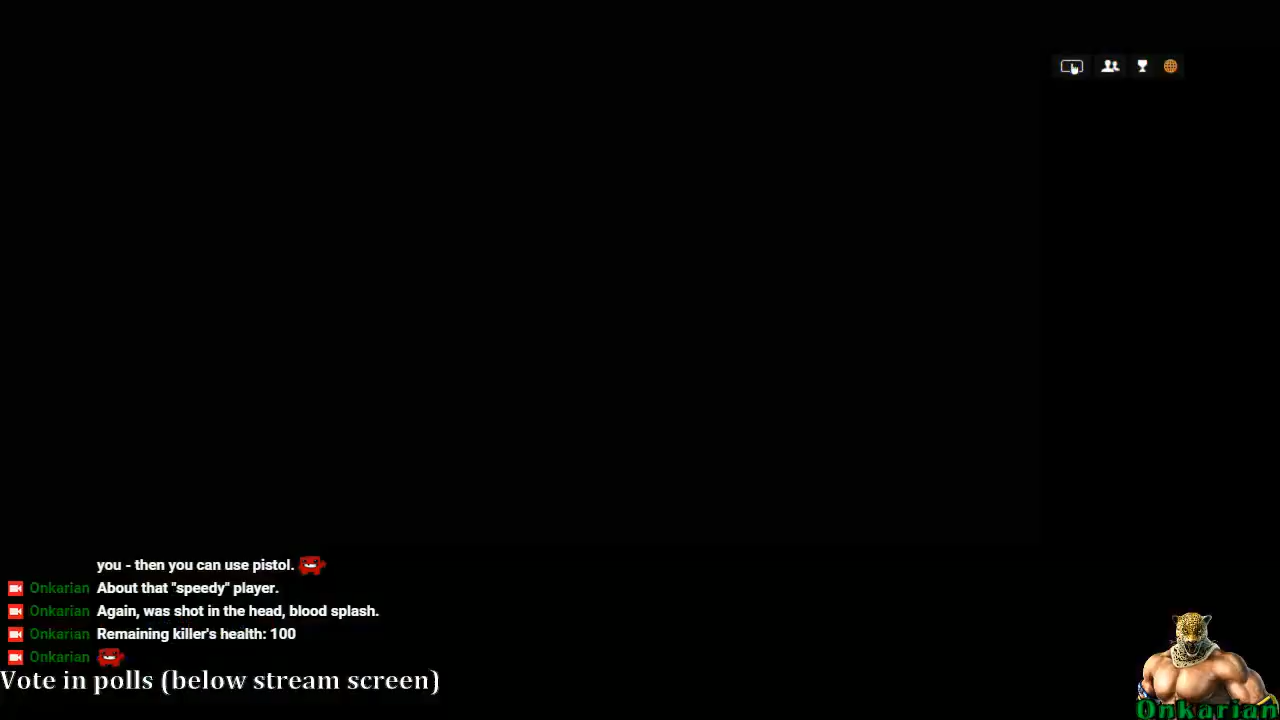 you - then you can use pistol.
Onkarian About that "speedy" player.
Onkarian Again, was shot in the head, blood splash.
Onkarian Remaining killer's health: 100
Onkarian
Vote in polls (below stream screen)
Onkarian